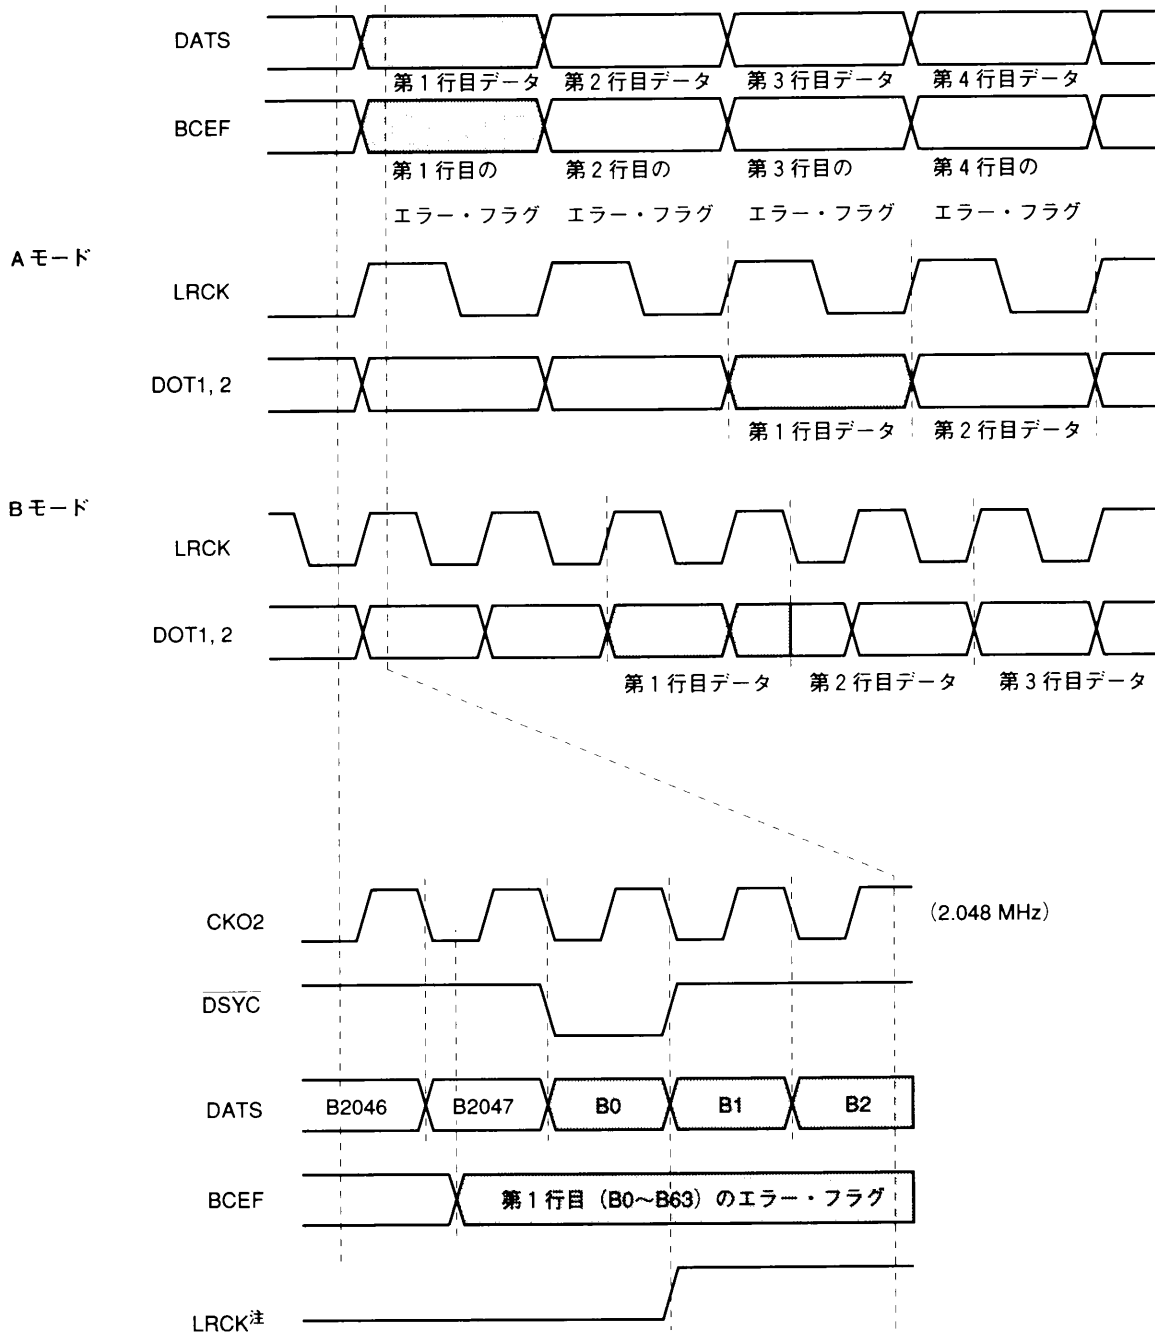 DATS
第1行目データ 第2行目データ 第3行目データ 第4行目データ
BCEF
第1行目の 第2行目の 第3行目の 第4行目の
エラー・フラグ エラー・フラグ エラー・フラグ エラー・フラグ
Aモード
LRCK
DOT1, 2
第1行目データ 第2行目データ
Bモード
LRCK
DOT1, 2
第1行目データ 第2行目データ 第3行目データ
CKO2 (2.048 MHz)
DSYC
DATS B2046 B2047 B0 B1 B2
BCEF 第1行目（B0～B63）のエラー・フラグ
LRCK注